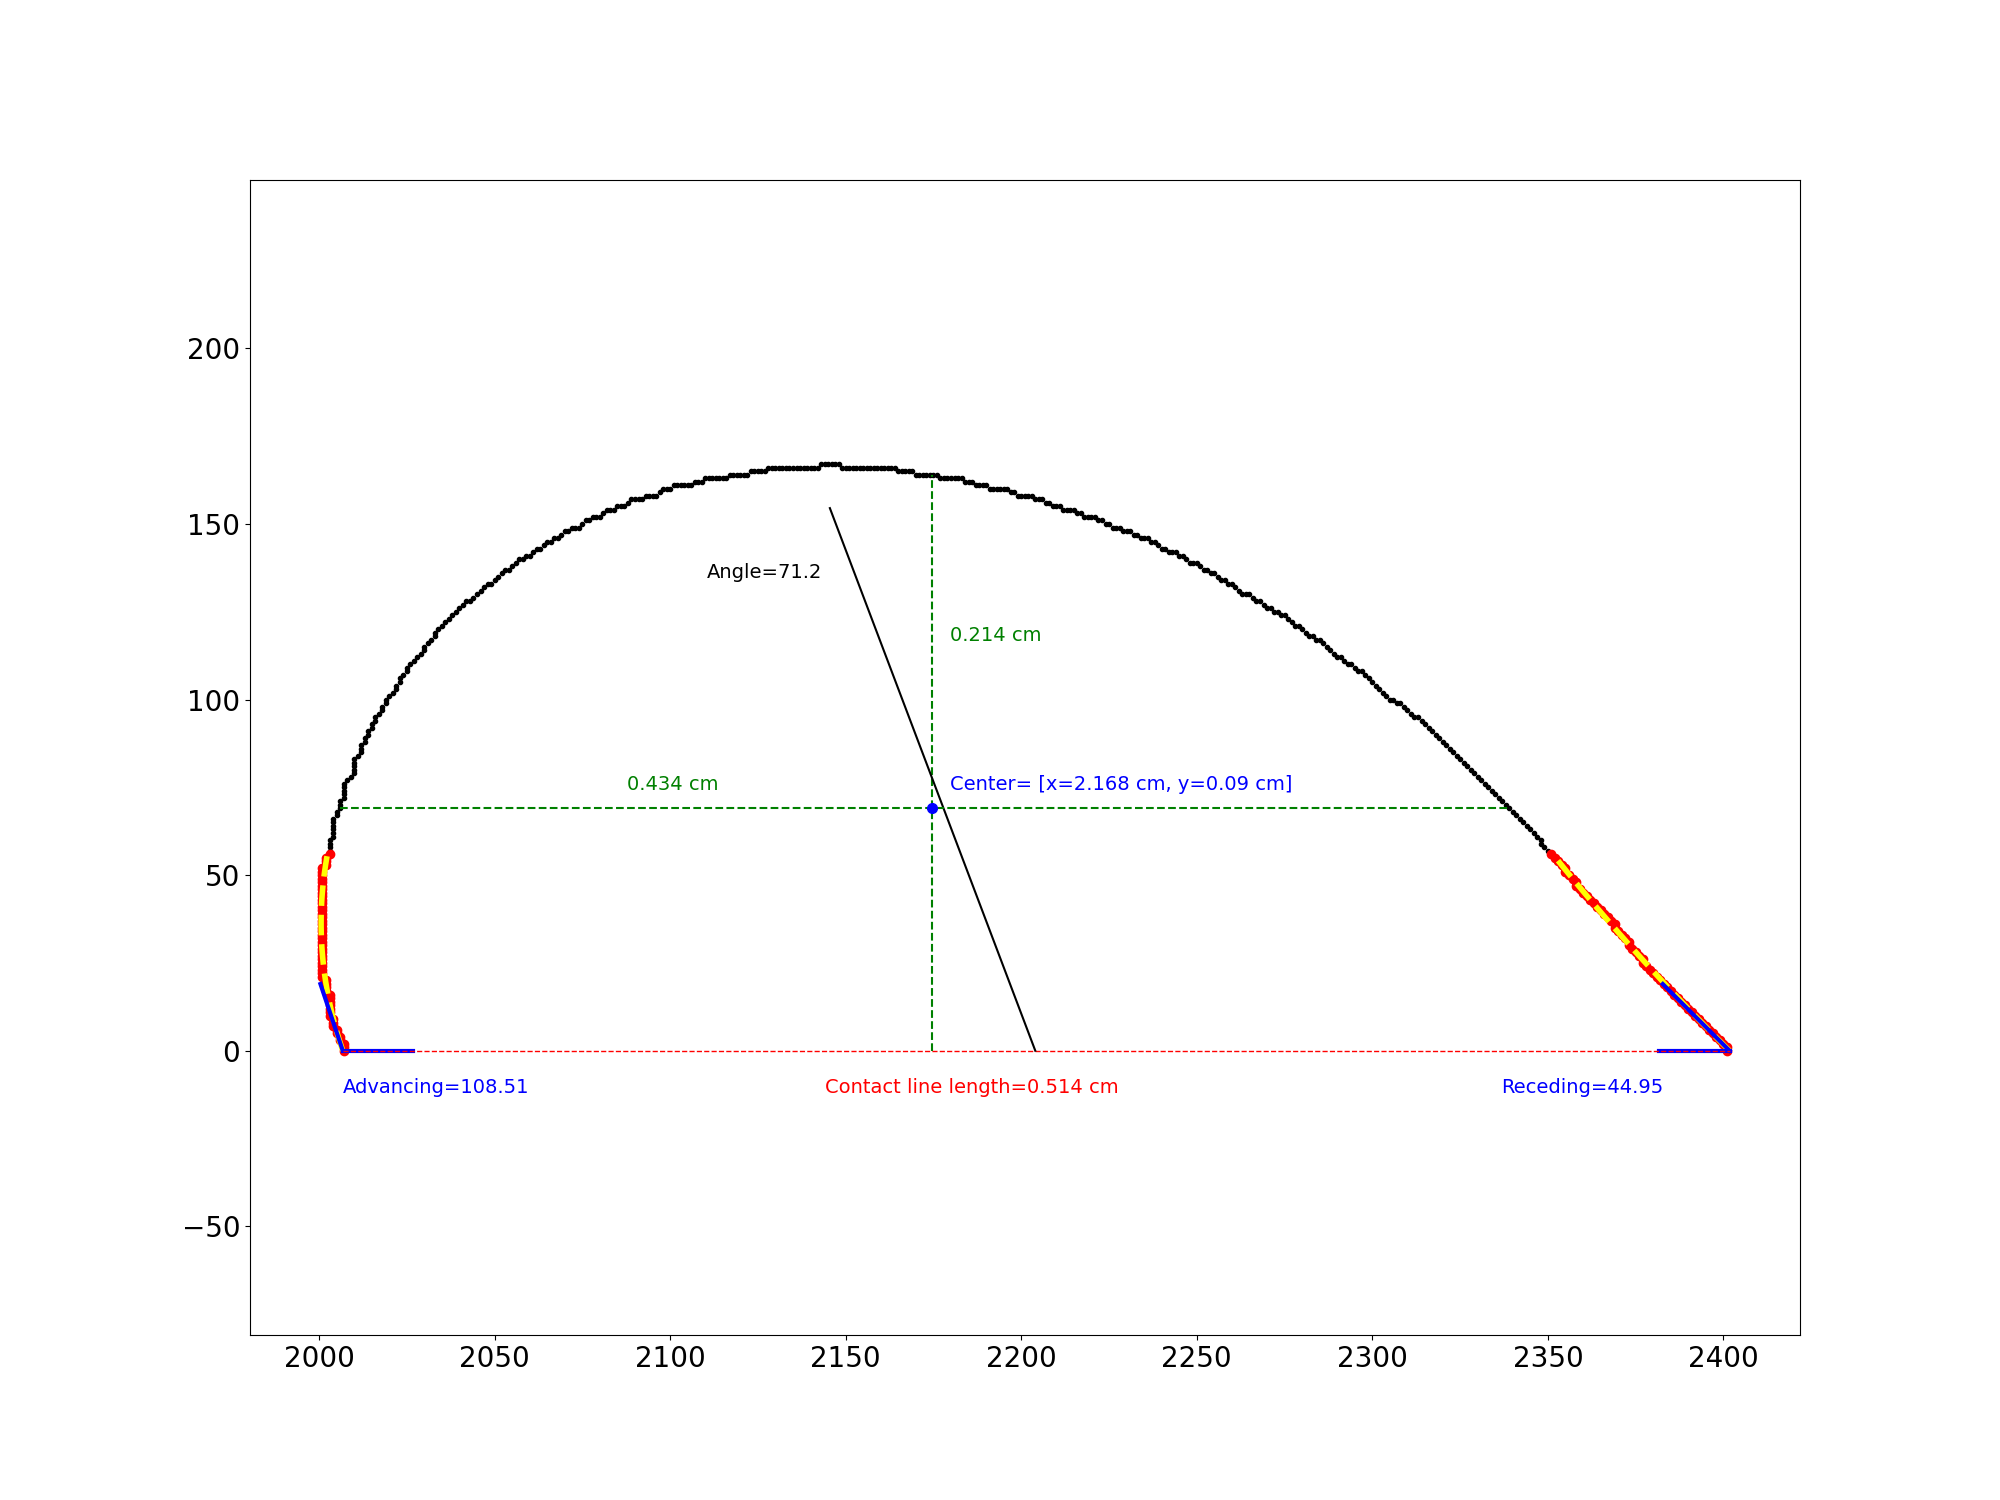 200
150
Angle=71.2
0.214 cm
100
0.434 cm
Center= [x=2.168 cm, y=0.09 cm]
50
0
Advancing=108.51
Contact line length=0.514 cm
Receding=44.95
−50
2000 2050 2100 2150 2200 2250 2300 2350 2400